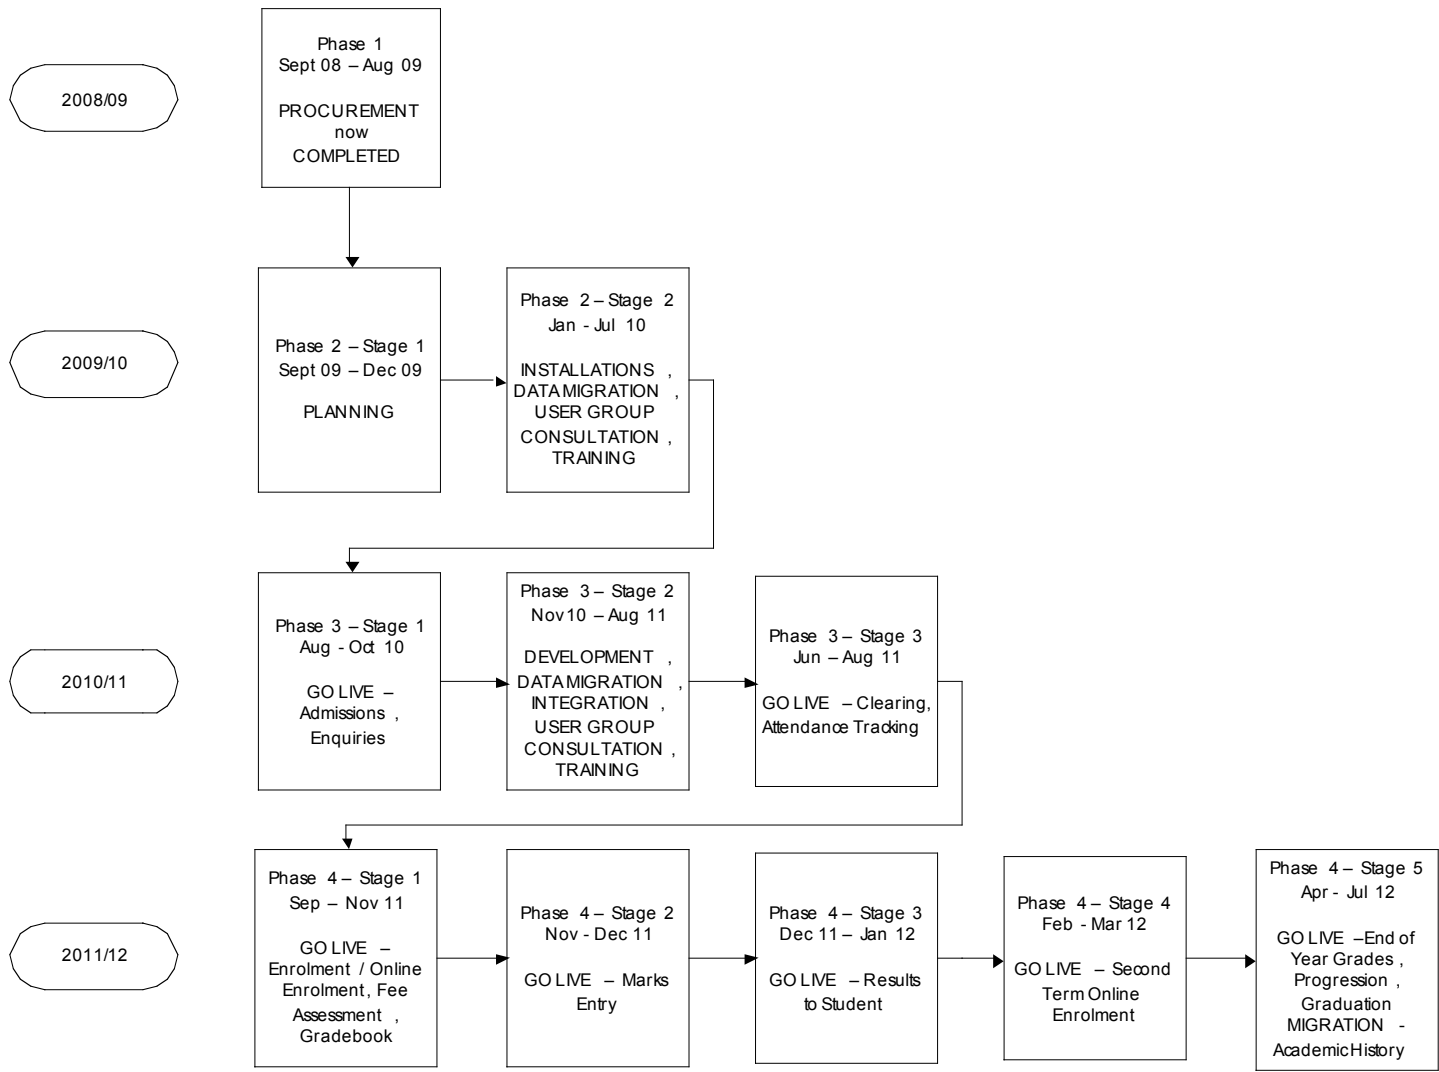 2008/09
Phase 1
Sept 08 – Aug 09
PROCUREMENT
now
COMPLETED
2009/10
Phase 2 – Stage 1
Sept 09 – Dec 09
PLANNING
Phase 2 – Stage 2
Jan - Jul 10
INSTALLATIONS ,
DATA MIGRATION ,
USER GROUP
CONSULTATION ,
TRAINING
2010/11
Phase 3 – Stage 1
Aug - Oct 10
GO LIVE –
Admissions ,
Enquiries
Phase 3 – Stage 2
Nov 10 – Aug 11
DEVELOPMENT ,
DATA MIGRATION ,
INTEGRATION ,
USER GROUP
CONSULTATION ,
TRAINING
Phase 3 – Stage 3
Jun – Aug 11
GO LIVE – Clearing,
Attendance Tracking
2011/12
Phase 4 – Stage 1
Sep – Nov 11
GO LIVE –
Enrolment / Online
Enrolment, Fee
Assessment ,
Gradebook
Phase 4 – Stage 2
Nov - Dec 11
GO LIVE – Marks
Entry
Phase 4 – Stage 3
Dec 11 – Jan 12
GO LIVE – Results
to Student
Phase 4 – Stage 4
Feb - Mar 12
GO LIVE – Second
Term Online
Enrolment
Phase 4 – Stage 5
Apr - Jul 12
GO LIVE –End of
Year Grades ,
Progression ,
Graduation
MIGRATION -
Academic History